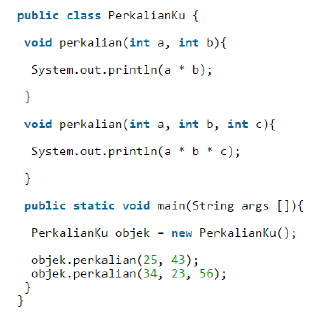 public class PerkalianKu {
void perkalian(int a, int b){
System.out.println(a * b);
}
void perkalian(int a, int b, int c){
System.out.println(a * b * c);
}
public static void main(String args []){
PerkalianKu objek = new PerkalianKu();
objek.perkalian(25, 43);
objek.perkalian(34, 23, 56);
}
}